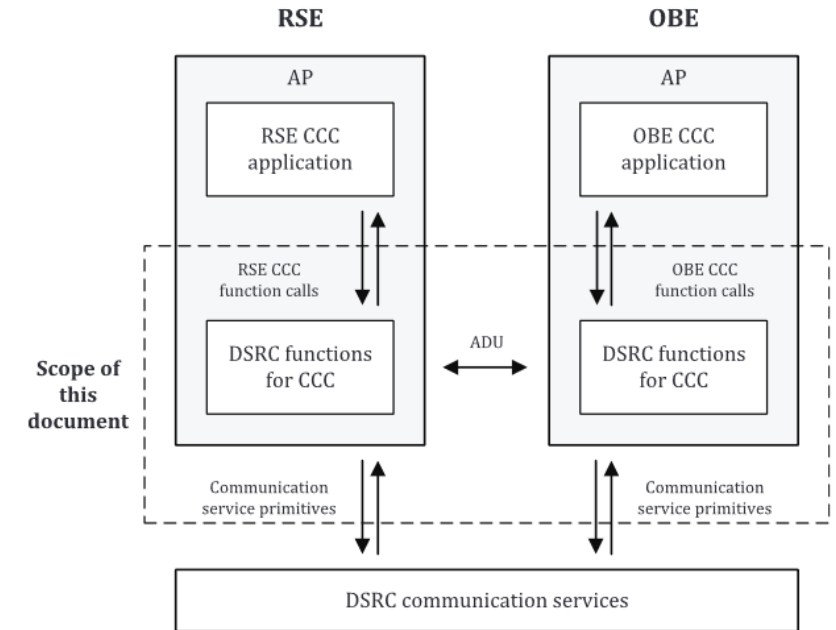 RSE
OBE
AP
AP
RSE CCC
application
OBE CCC
application
RSE CCC
function calls
OBE CCC
function calls
Scope of
this
document
DSRC functions
for CCC
ADU
DSRC functions
for CCC
Communication
service primitives
Communication
service primitives
DSRC communication services